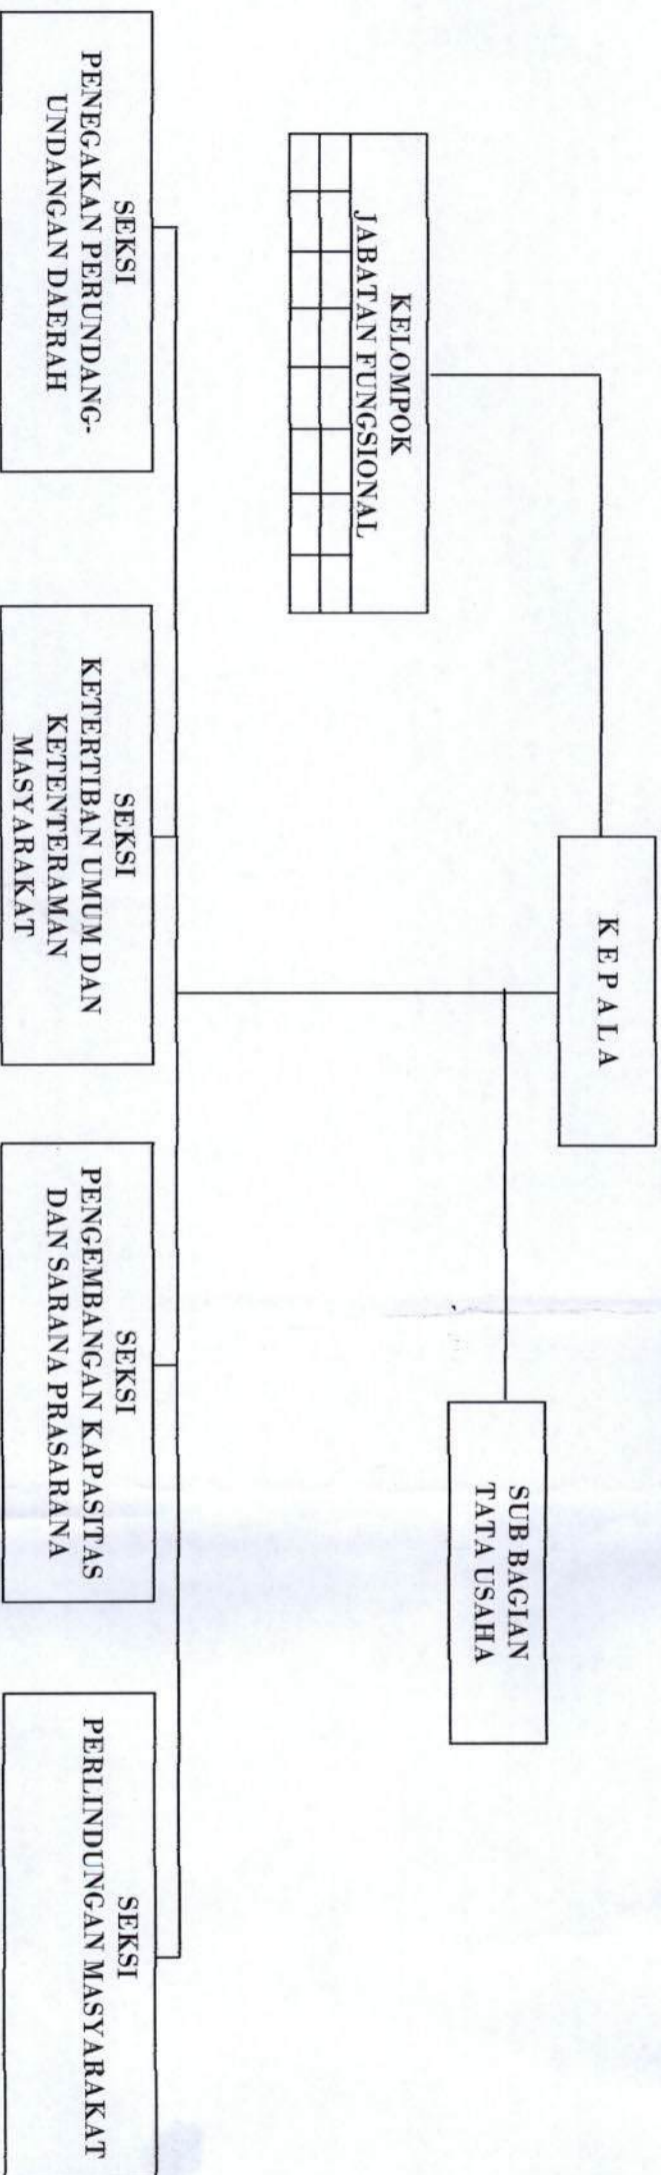 K E P A L A
SUB BAGIAN
TATA USAHA
KELOMPOK
JABATAN FUNGSIONAL
SEKSI
PENEGAKAN PERUNDANG-
UNDANGAN DAERAH
SEKSI
KETERTIBAN UMUM DAN
KETENTERAMAN
MASYARAKAT
SEKSI
PENGEMBANGAN KAPASITAS
DAN SARANA PRASARANA
SEKSI
PERLINDUNGAN MASYARAKAT